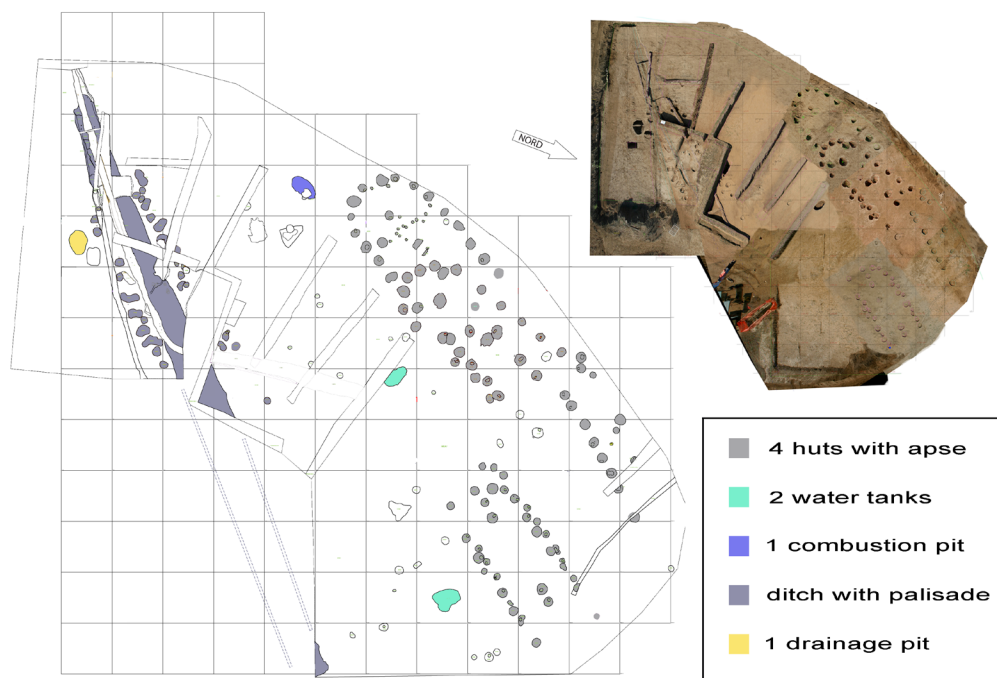 NORD
4 huts with apse
2 water tanks
1 combustion pit
ditch with palisade
1 drainage pit